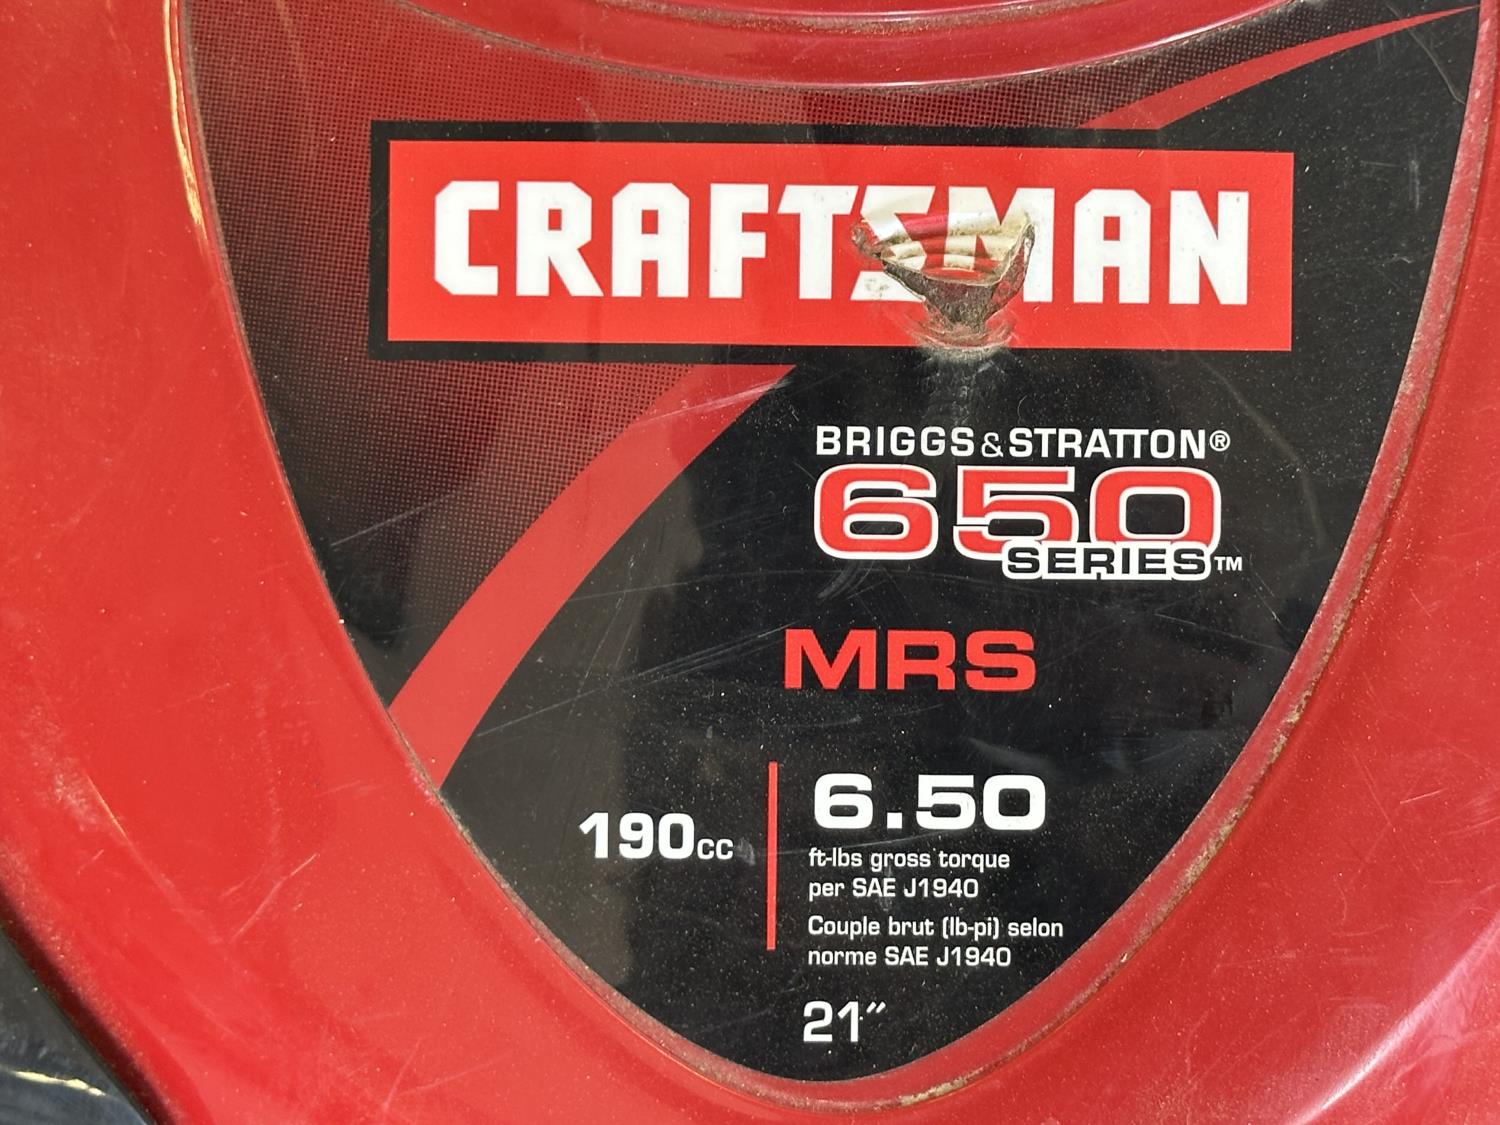 CRAFTSMAN
BRIGGS & STRATTON®
650
SERIES™
MRS
190cc
6.50
ft-lbs gross torque
per SAE J1940
Couple brut (lb-pi) selon
norme SAE J1940
21″